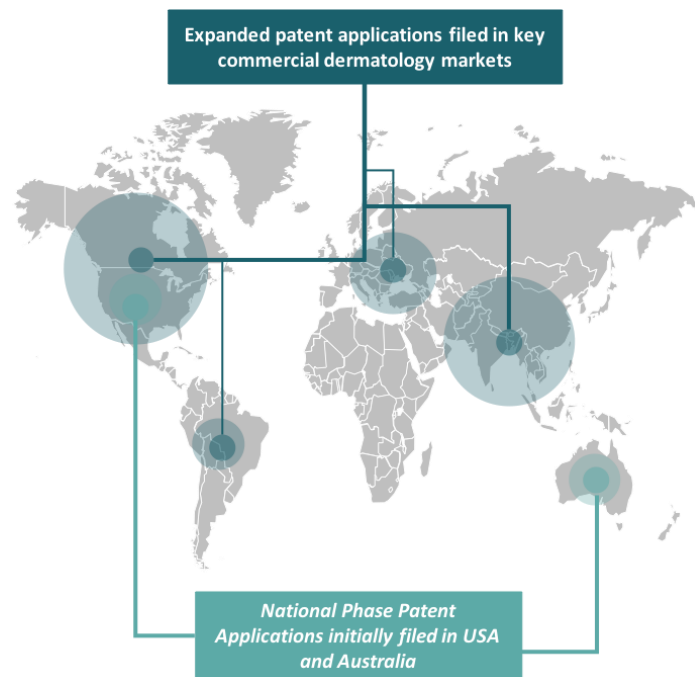 Expanded patent applications filed in key
commercial dermatology markets
National Phase Patent
Applications initially filed in USA
and Australia